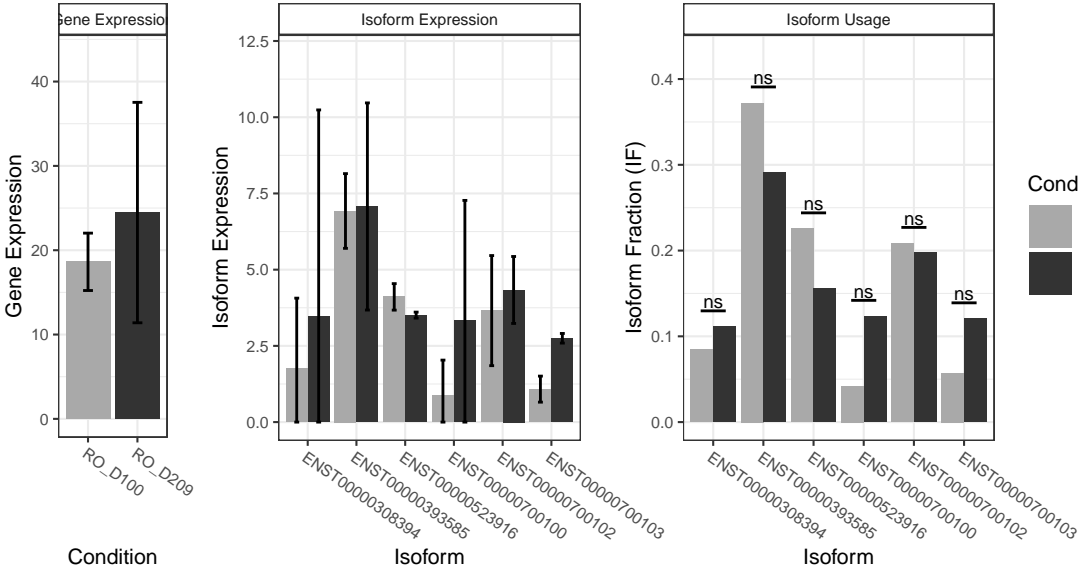 Gene Expression
Gene Expression
40
30
20
10
0
RO_D100
RO_D209
Condition
Isoform Expression
Isoform Expression
12.5
10.0
7.5
5.0
2.5
0.0
ENST00000308394
ENST00000393585
ENST00000523916
ENST00000700100
ENST00000700102
ENST00000700103
Isoform
Isoform Usage
Isoform Fraction (IF)
0.4
0.3
0.2
0.1
0.0
ns
ns
ns
ns
ns
ns
ENST00000308394
ENST00000393585
ENST00000523916
ENST00000700100
ENST00000700102
ENST00000700103
Isoform
Cond